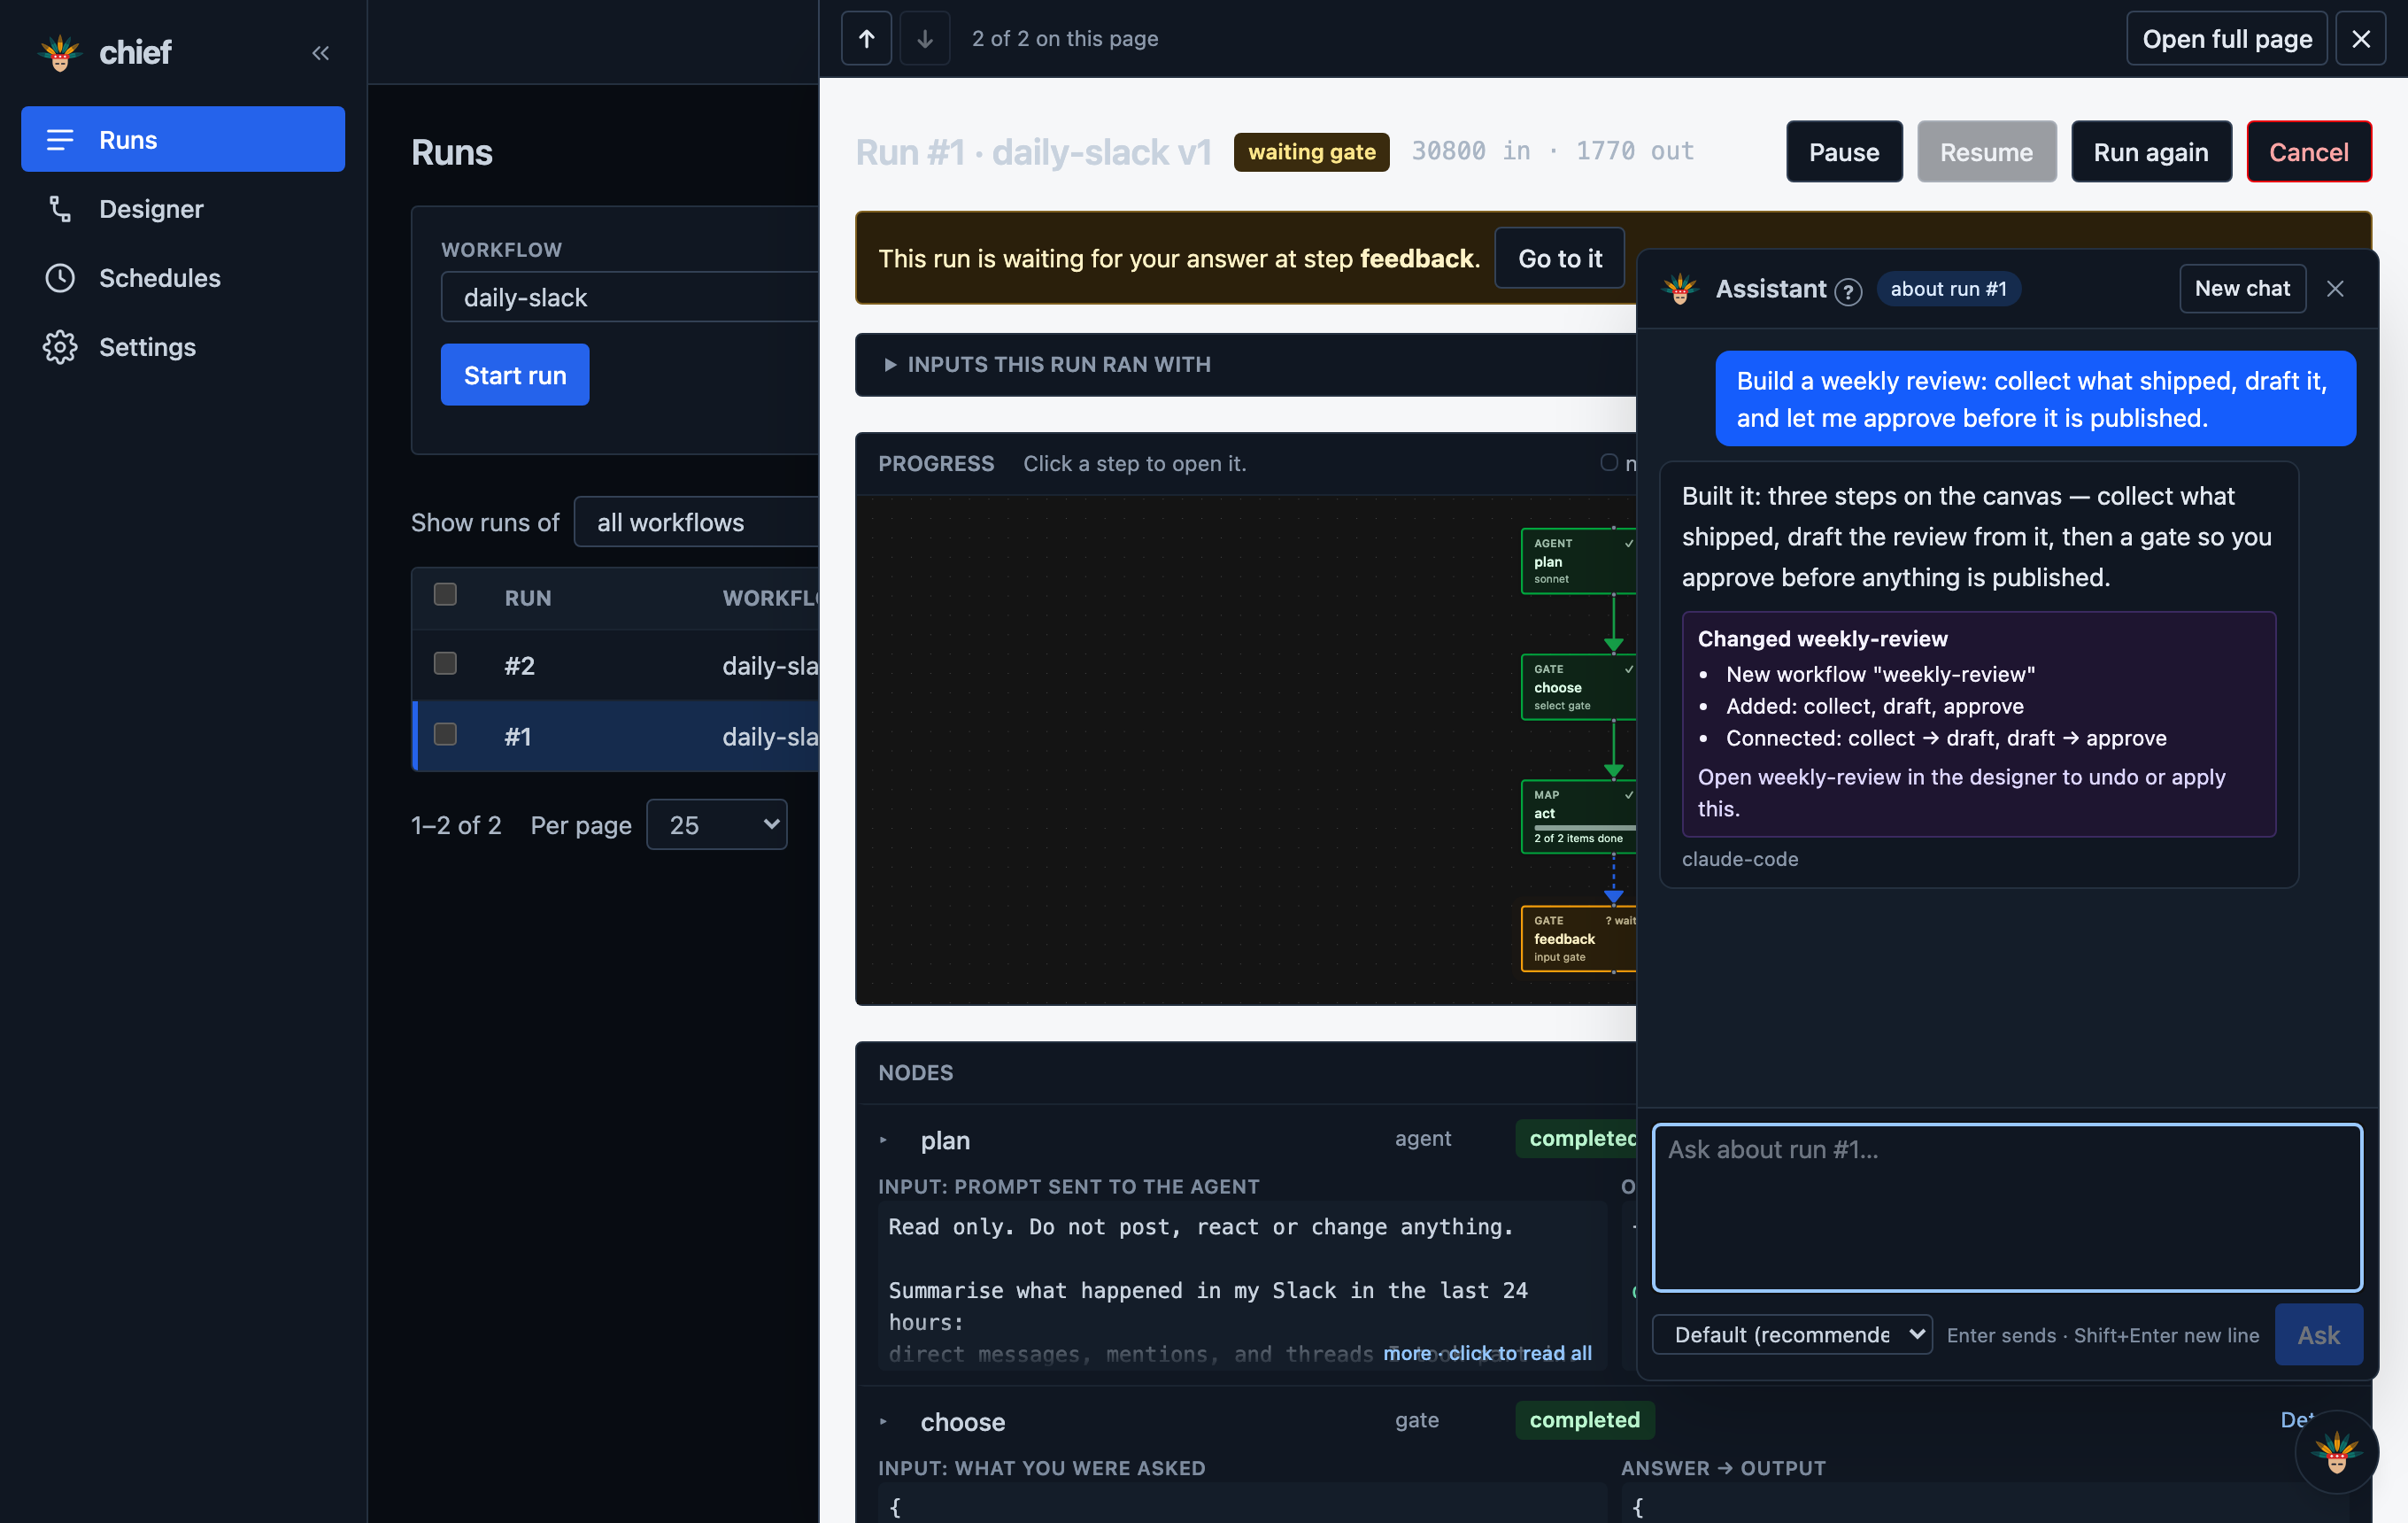 chief
«
Runs
Designer
Schedules
Settings
Runs
WORKFLOW
daily-slack
Start run
Show runs of
all workflows
RUN
#2
daily-sla
#1
daily-sla
1–2 of 2
Per page
25
2 of 2 on this page
Open full page
Run #1 · daily-slack v1
waiting gate
30800 in · 1770 out
Pause
Resume
Run again
Cancel
This run is waiting for your answer at step feedback.
Go to it
INPUTS THIS RUN RAN WITH
PROGRESS
Click a step to open it.
AGENT
plan
sonnet
GATE
choose
select gate
MAP
act
2 of 2 items done
GATE
? wait
feedback
input gate
NODES
plan
agent
completed
INPUT: PROMPT SENT TO THE AGENT
Read only. Do not post, react or change anything.
Summarise what happened in my Slack in the last 24
hours:
direct messages, mentions, and threads
more · click to read all
choose
gate
completed
INPUT: WHAT YOU WERE ASKED
{
ANSWER → OUTPUT
{
Assistant ?
about run #1
New chat
Build a weekly review: collect what shipped, draft it,
and let me approve before it is published.
Built it: three steps on the canvas — collect what
shipped, draft the review from it, then a gate so you
approve before anything is published.
Changed weekly-review
• New workflow "weekly-review"
• Added: collect, draft, approve
• Connected: collect → draft, draft → approve
Open weekly-review in the designer to undo or apply
this.
claude-code
Ask about run #1...
Default (recommende
Enter sends · Shift+Enter new line
Ask